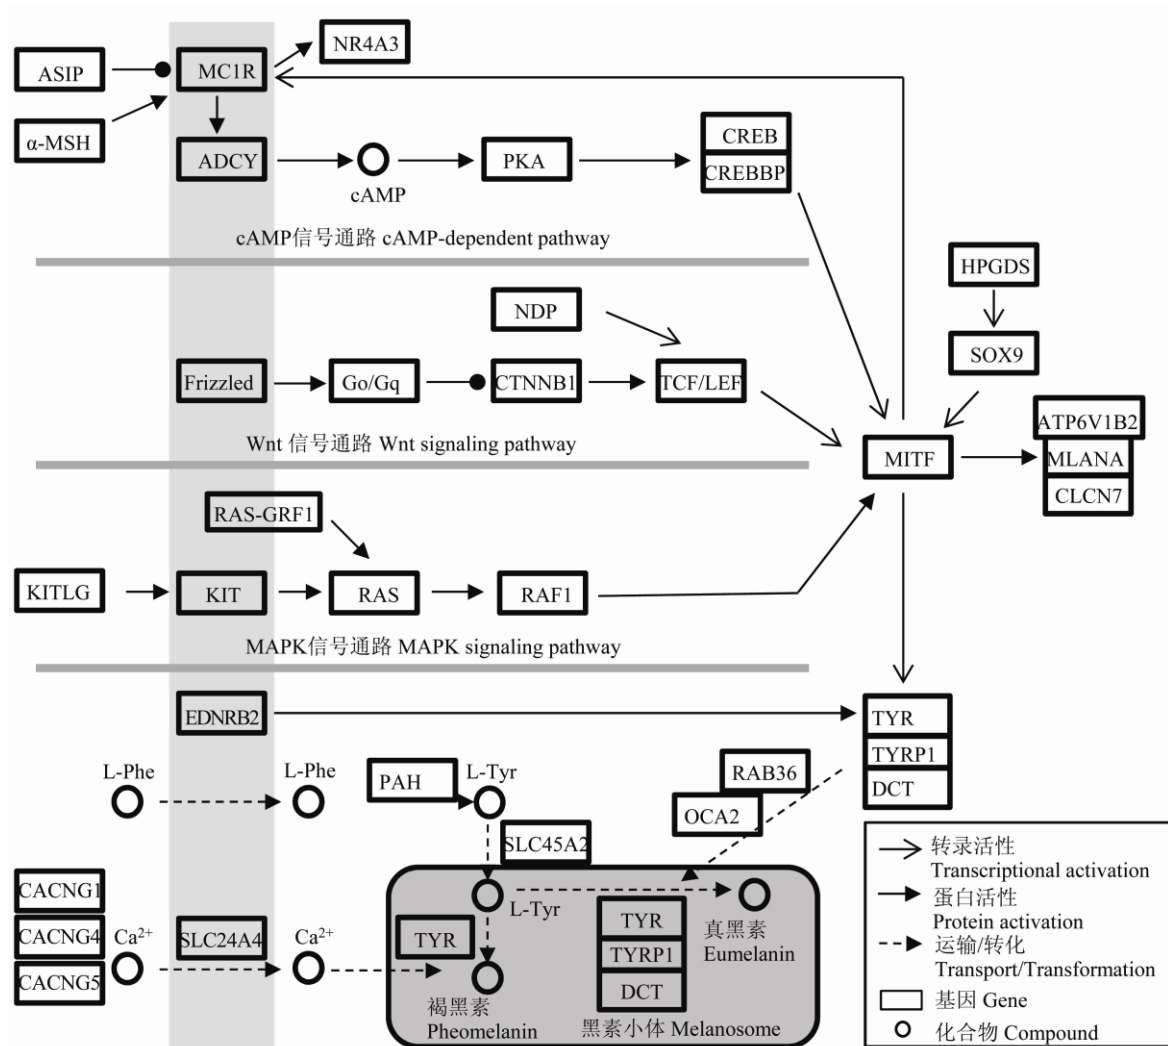 ASIP
MC1R
NR4A3
α-MSH
ADCY
cAMP
PKA
CREB
CREBBP
cAMP信号通路 cAMP-dependent pathway
HPGDS
NDP
SOX9
Frizzled
Go/Gq
CTNNB1
TCF/LEF
ATP6V1B2
MITF
MLANA
CLCN7
Wnt 信号通路 Wnt signaling pathway
RAS-GRF1
KITLG
KIT
RAS
RAF1
MAPK信号通路 MAPK signaling pathway
EDNRB2
TYR
TYRP1
DCT
L-Phe
L-Phe
PAH
L-Tyr
RAB36
OCA2
SLC45A2
CACNG1
CACNG4
CACNG5
Ca²⁺
SLC24A4
Ca²⁺
L-Tyr
TYR
TYR
TYRP1
DCT
真黑素
Eumelanin
褐黑素
Pheomelanin
黑素小体 Melanosome
转录活性
Transcriptional activation
蛋白活性
Protein activation
运输/转化
Transport/Transformation
基因 Gene
化合物 Compound